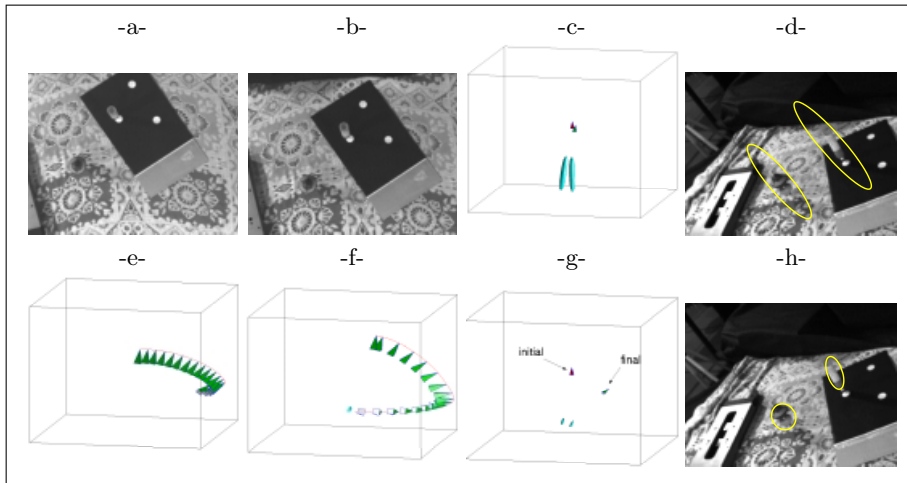 -a-
-b-
-c-
-d-
-e-
-f-
-g-
-h-
initial
final